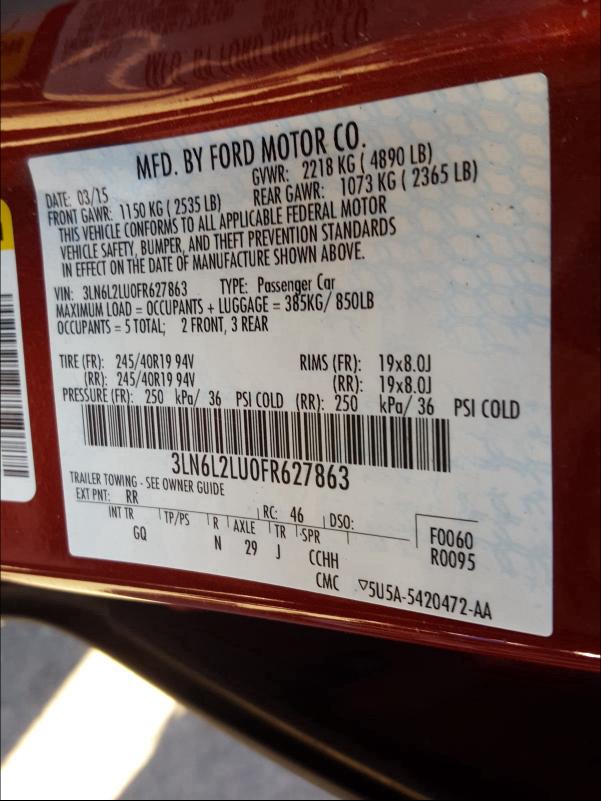 MFD. BY FORD MOTOR CO.
DATE: 03/15 GVWR: 2218 KG ( 4890 LB)
FRONT GAWR: 1150 KG ( 2535 LB) REAR GAWR: 1073 KG ( 2365 LB)
THIS VEHICLE CONFORMS TO ALL APPLICABLE FEDERAL MOTOR
VEHICLE SAFETY, BUMPER, AND THEFT PREVENTION STANDARDS
IN EFFECT ON THE DATE OF MANUFACTURE SHOWN ABOVE.
VIN: 3LN6L2LU0FR627863 TYPE: Passenger Car
MAXIMUM LOAD = OCCUPANTS + LUGGAGE = 385KG/ 850LB
OCCUPANTS = 5 TOTAL; 2 FRONT, 3 REAR
TIRE (FR): 245/40R19 94V RIMS (FR): 19x8.0J
(RR): 245/40R19 94V (RR): 19x8.0J
PRESSURE (FR): 250 kPa/ 36 PSI COLD (RR): 250 kPa/ 36 PSI COLD
3LN6L2LU0FR627863
TRAILER TOWING - SEE OWNER GUIDE
EXT PNT: RR RC: 46 DSO:
INT TR TP/PS R AXLE TR SPR F0060
GQ N 29 J CCHH R0095
CMC ▽5U5A-5420472-AA